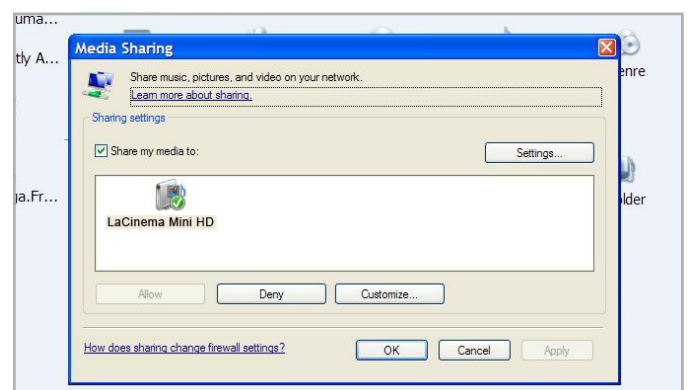 uma...
Media Sharing
tly A...
Share music, pictures, and video on your network.
enre
Learn more about sharing.
Sharing settings
Share my media to:
Settings...
ga.Fr...
lder
LaCinema Mini HD
Allow
Deny
Customize...
How does sharing change firewall settings?
OK
Cancel
Apply